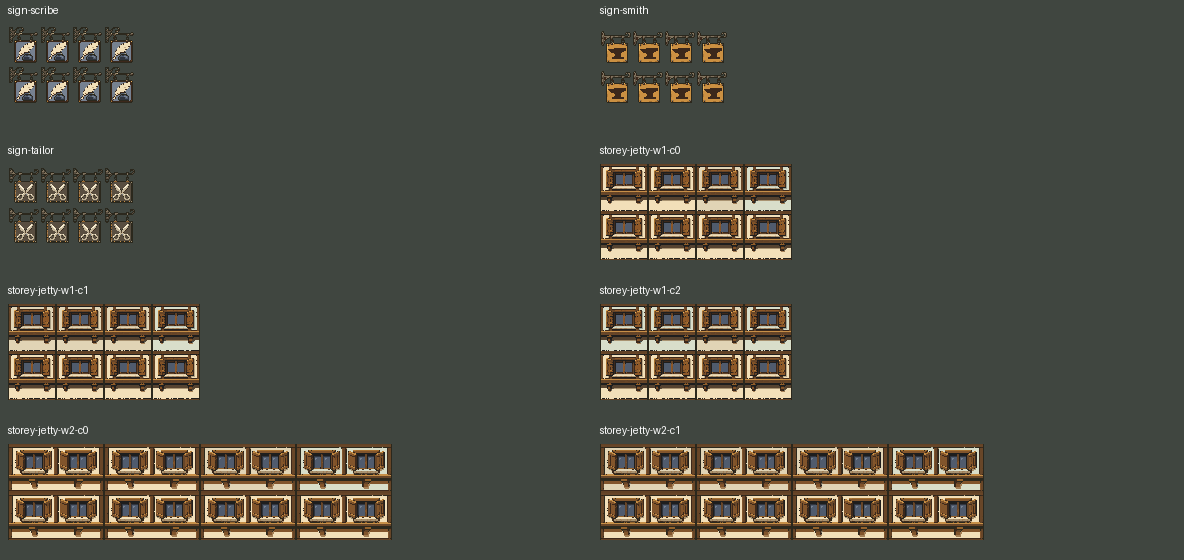 sign-scribe
sign-smith
sign-tailor
storey-jetty-w1-c0
storey-jetty-w1-c1
storey-jetty-w1-c2
storey-jetty-w2-c0
storey-jetty-w2-c1